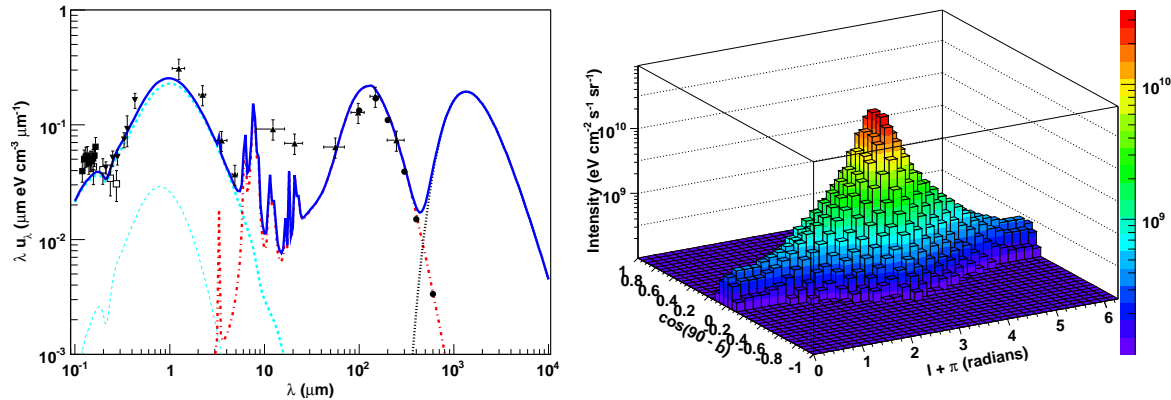 1
10⁻¹
10⁻²
10⁻³
λ u_λ (μm eV cm⁻³ μm⁻¹)
10⁻¹ 1 10 10² 10³ 10⁴
λ (μm)
Intensity (eV cm⁻² s⁻¹ sr⁻¹)
10¹⁰
10⁹
1 0.8 0.6 0.4 0.2 0 -0.2 -0.4 -0.6 -0.8 -1
cos(90 - b)
0 1 2 3 4 5 6
l + π (radians)
10¹⁰
10⁹